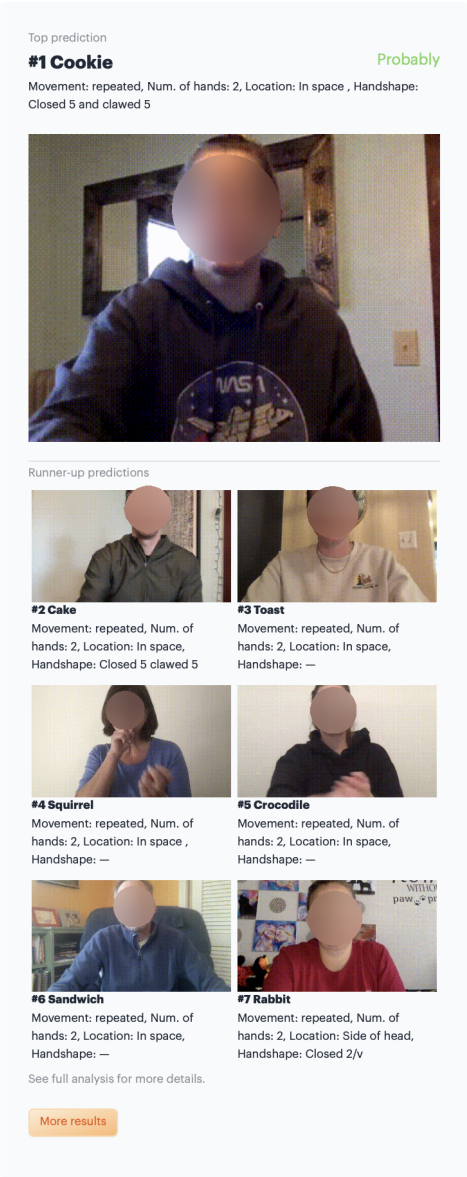 Top prediction
#1 Cookie
Probably
Movement: repeated, Num. of hands: 2, Location: In space , Handshape:
Closed 5 and clawed 5
NASA
Runner-up predictions
#2 Cake
Movement: repeated, Num. of
hands: 2, Location: In space,
Handshape: Closed 5 clawed 5
#3 Toast
Movement: repeated, Num. of
hands: 2, Location: In space,
Handshape: —
#4 Squirrel
Movement: repeated, Num. of
hands: 2, Location: In space ,
Handshape: —
#5 Crocodile
Movement: repeated, Num. of
hands: 2, Location: In space,
Handshape: —
WITHOU
paw pr
#6 Sandwich
Movement: repeated, Num. of
hands: 2, Location: In space,
Handshape: —
#7 Rabbit
Movement: repeated, Num. of
hands: 2, Location: Side of head,
Handshape: Closed 2/v
See full analysis for more details.
More results